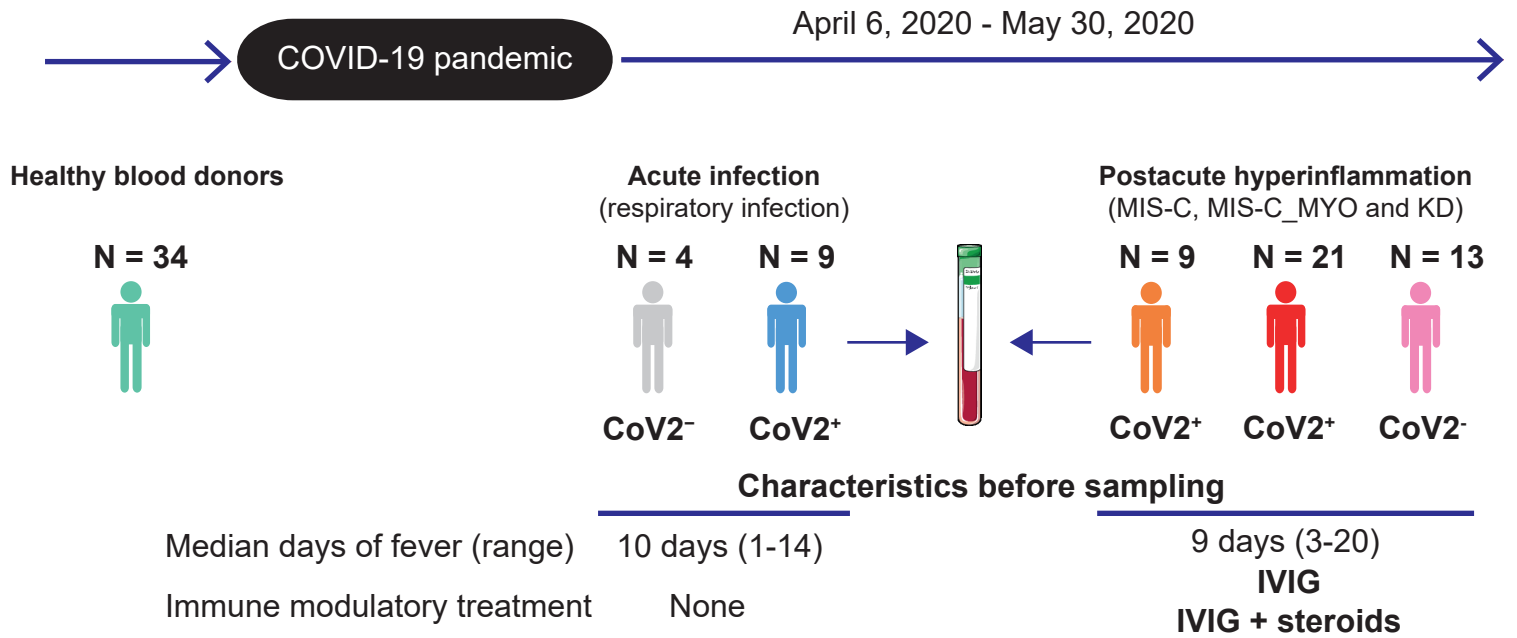 April 6, 2020 - May 30, 2020
COVID-19 pandemic
Healthy blood donors
Acute infection
(respiratory infection)
Postacute hyperinflammation
(MIS-C, MIS-C_MYO and KD)
N = 34
N = 4
N = 9
N = 9
N = 21
N = 13
CoV2⁻
CoV2⁺
CoV2⁺
CoV2⁺
CoV2⁻
Characteristics before sampling
Median days of fever (range)
10 days (1-14)
9 days (3-20)
Immune modulatory treatment
None
IVIG
IVIG + steroids